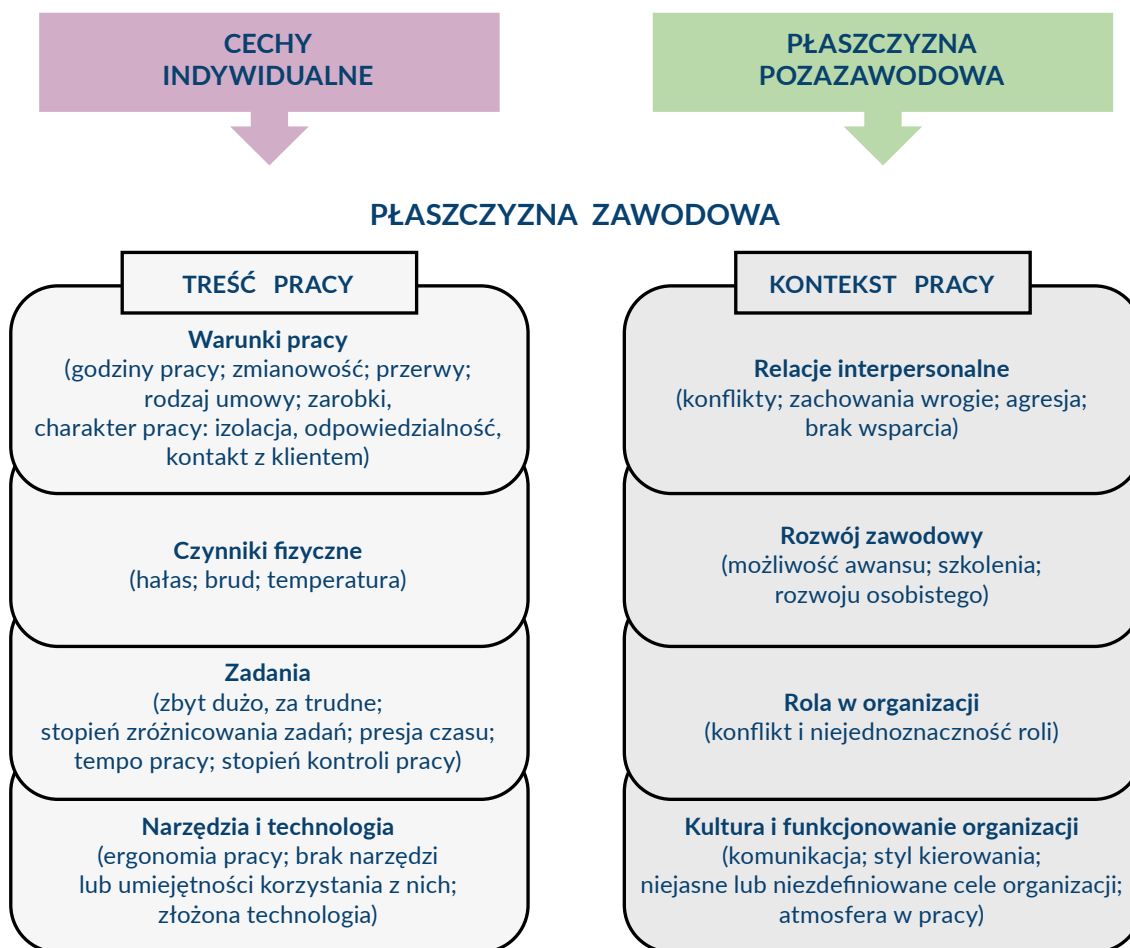 CECHY
INDYWIDUALNE
PŁASZCZYZNA
POZAZAWODOWA
PŁASZCZYZNA ZAWODOWA
TREŚĆ PRACY
Warunki pracy
(godziny pracy; zmianowość; przerwy;
rodzaj umowy; zarobki,
charakter pracy: izolacja, odpowiedzialność,
kontakt z klientem)
Czynniki fizyczne
(hałas; brud; temperatura)
Zadania
(zbyt dużo, za trudne;
stopień zróżnicowania zadań; presja czasu;
tempo pracy; stopień kontroli pracy)
Narzędzia i technologia
(ergonomia pracy; brak narzędzi
lub umiejętności korzystania z nich;
złożona technologia)
KONTEKST PRACY
Relacje interpersonalne
(konflikty; zachowania wrogie; agresja;
brak wsparcia)
Rozwój zawodowy
(możliwość awansu; szkolenia;
rozwoju osobistego)
Rola w organizacji
(konflikt i niejednoznaczność roli)
Kultura i funkcjonowanie organizacji
(komunikacja; styl kierowania;
niejasne lub niezdefiniowane cele organizacji;
atmosfera w pracy)